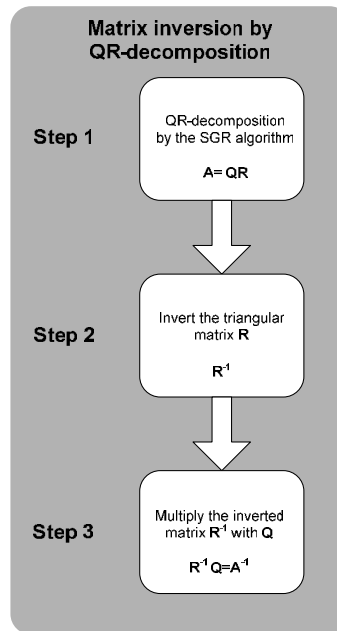 Matrix inversion by
QR-decomposition
Step 1
QR-decomposition
by the SGR algorithm
A=QR
Step 2
Invert the triangular
matrix R
R⁻¹
Step 3
Multiply the inverted
matrix R⁻¹ with Q
R⁻¹Q=A⁻¹